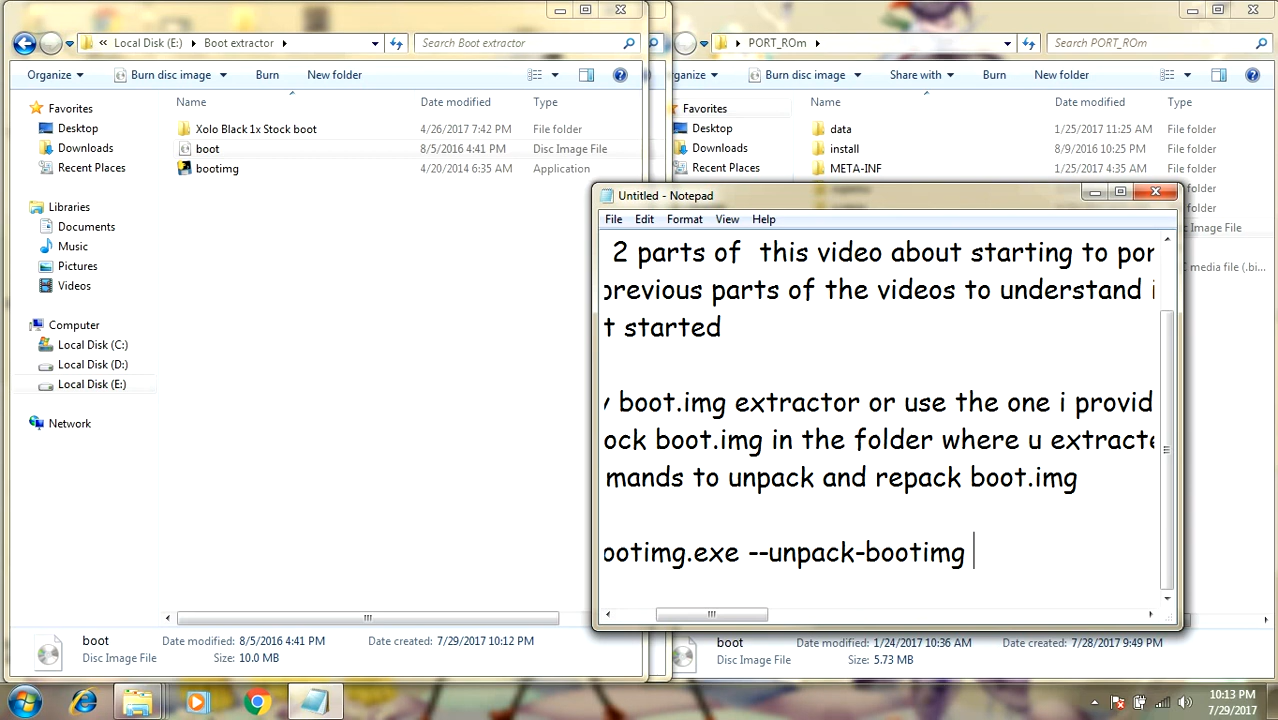 Local Disk (E:) Boot extractor
Search Boot extractor
PORT_ROm
Search PORT_ROm
Organize Burn disc image Burn New folder
rganize Burn disc image Share with Burn New folder
Favorites
Desktop
Downloads
Recent Places
Libraries
Documents
Music
Pictures
Videos
Computer
Local Disk (C:)
Local Disk (D:)
Local Disk (E:)
Network
Name Date modified Type
Xolo Black 1x Stock boot 4/26/2017 7:42 PM File folder
boot 8/5/2016 4:41 PM Disc Image File
bootimg 4/20/2014 6:35 AM Application
Favorites
Desktop
Downloads
Recent Places
Name Date modified Type
data 1/25/2017 11:25 AM File folder
install 8/9/2016 10:25 PM File folder
META-INF 1/25/2017 4:35 AM File folder
File folder
File folder
Image File
C media file (.bi...
Untitled - Notepad
File Edit Format View Help
2 parts of this video about starting to por
previous parts of the videos to understand i
t started
y boot.img extractor or use the one i provid
ock boot.img in the folder where u extracte
mands to unpack and repack boot.img
ootimg.exe --unpack-bootimg
boot Date modified: 8/5/2016 4:41 PM Date created: 7/29/2017 10:12 PM
Disc Image File Size: 10.0 MB
boot Date modified: 1/24/2017 10:36 AM Date created: 7/28/2017 9:49 PM
Disc Image File Size: 5.73 MB
10:13 PM
7/29/2017